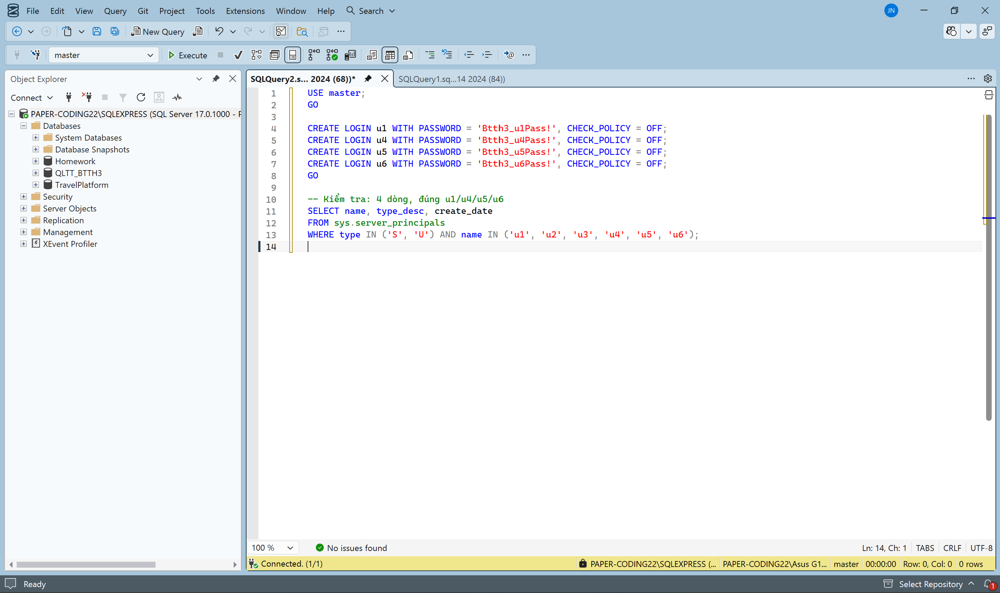 File Edit View Query Git Project Tools Extensions Window Help Search
JN
New Query
master Execute
Object Explorer
Connect
PAPER-CODING22\SQLEXPRESS (SQL Server 17.0.1000 -
Databases
System Databases
Database Snapshots
Homework
QLTT_BTTH3
TravelPlatform
Security
Server Objects
Replication
Management
XEvent Profiler
SQLQuery2.s... 2024 (68))* SQLQuery1.sq...14 2024 (84))
1 USE master;
2 GO
3
4 CREATE LOGIN u1 WITH PASSWORD = 'Btth3_u1Pass!', CHECK_POLICY = OFF;
5 CREATE LOGIN u4 WITH PASSWORD = 'Btth3_u4Pass!', CHECK_POLICY = OFF;
6 CREATE LOGIN u5 WITH PASSWORD = 'Btth3_u5Pass!', CHECK_POLICY = OFF;
7 CREATE LOGIN u6 WITH PASSWORD = 'Btth3_u6Pass!', CHECK_POLICY = OFF;
8 GO
9
10 -- Kiểm tra: 4 dòng, đúng u1/u4/u5/u6
11 SELECT name, type_desc, create_date
12 FROM sys.server_principals
13 WHERE type IN ('S', 'U') AND name IN ('u1', 'u2', 'u3', 'u4', 'u5', 'u6');
14
100 % No issues found Ln: 14, Ch: 1 TABS CRLF UTF-8
Connected. (1/1) PAPER-CODING22\SQLEXPRESS (... PAPER-CODING22\Asus G1... master 00:00:00 Row: 0, Col: 0 0 rows
Ready Select Repository 1